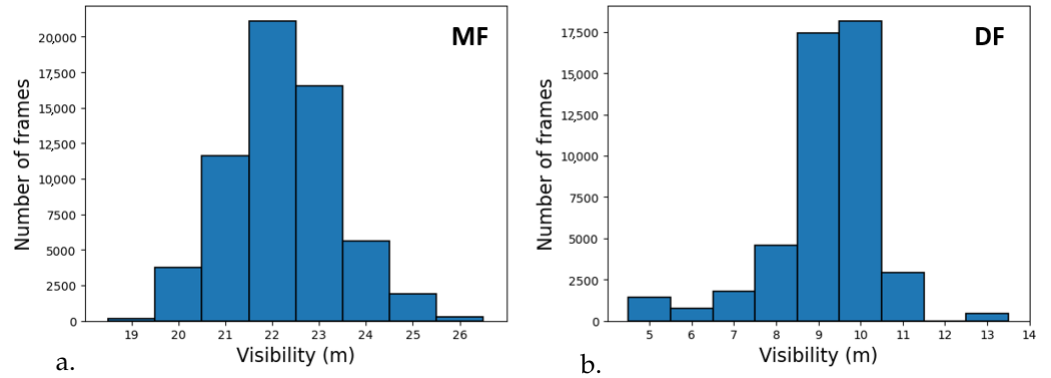 MF
Number of frames
20,000
17,500
15,000
12,500
10,000
7500
5000
2500
0
19 20 21 22 23 24 25 26
Visibility (m)
a.
DF
Number of frames
17,500
15,000
12,500
10,000
7500
5000
2500
0
5 6 7 8 9 10 11 12 13 14
Visibility (m)
b.